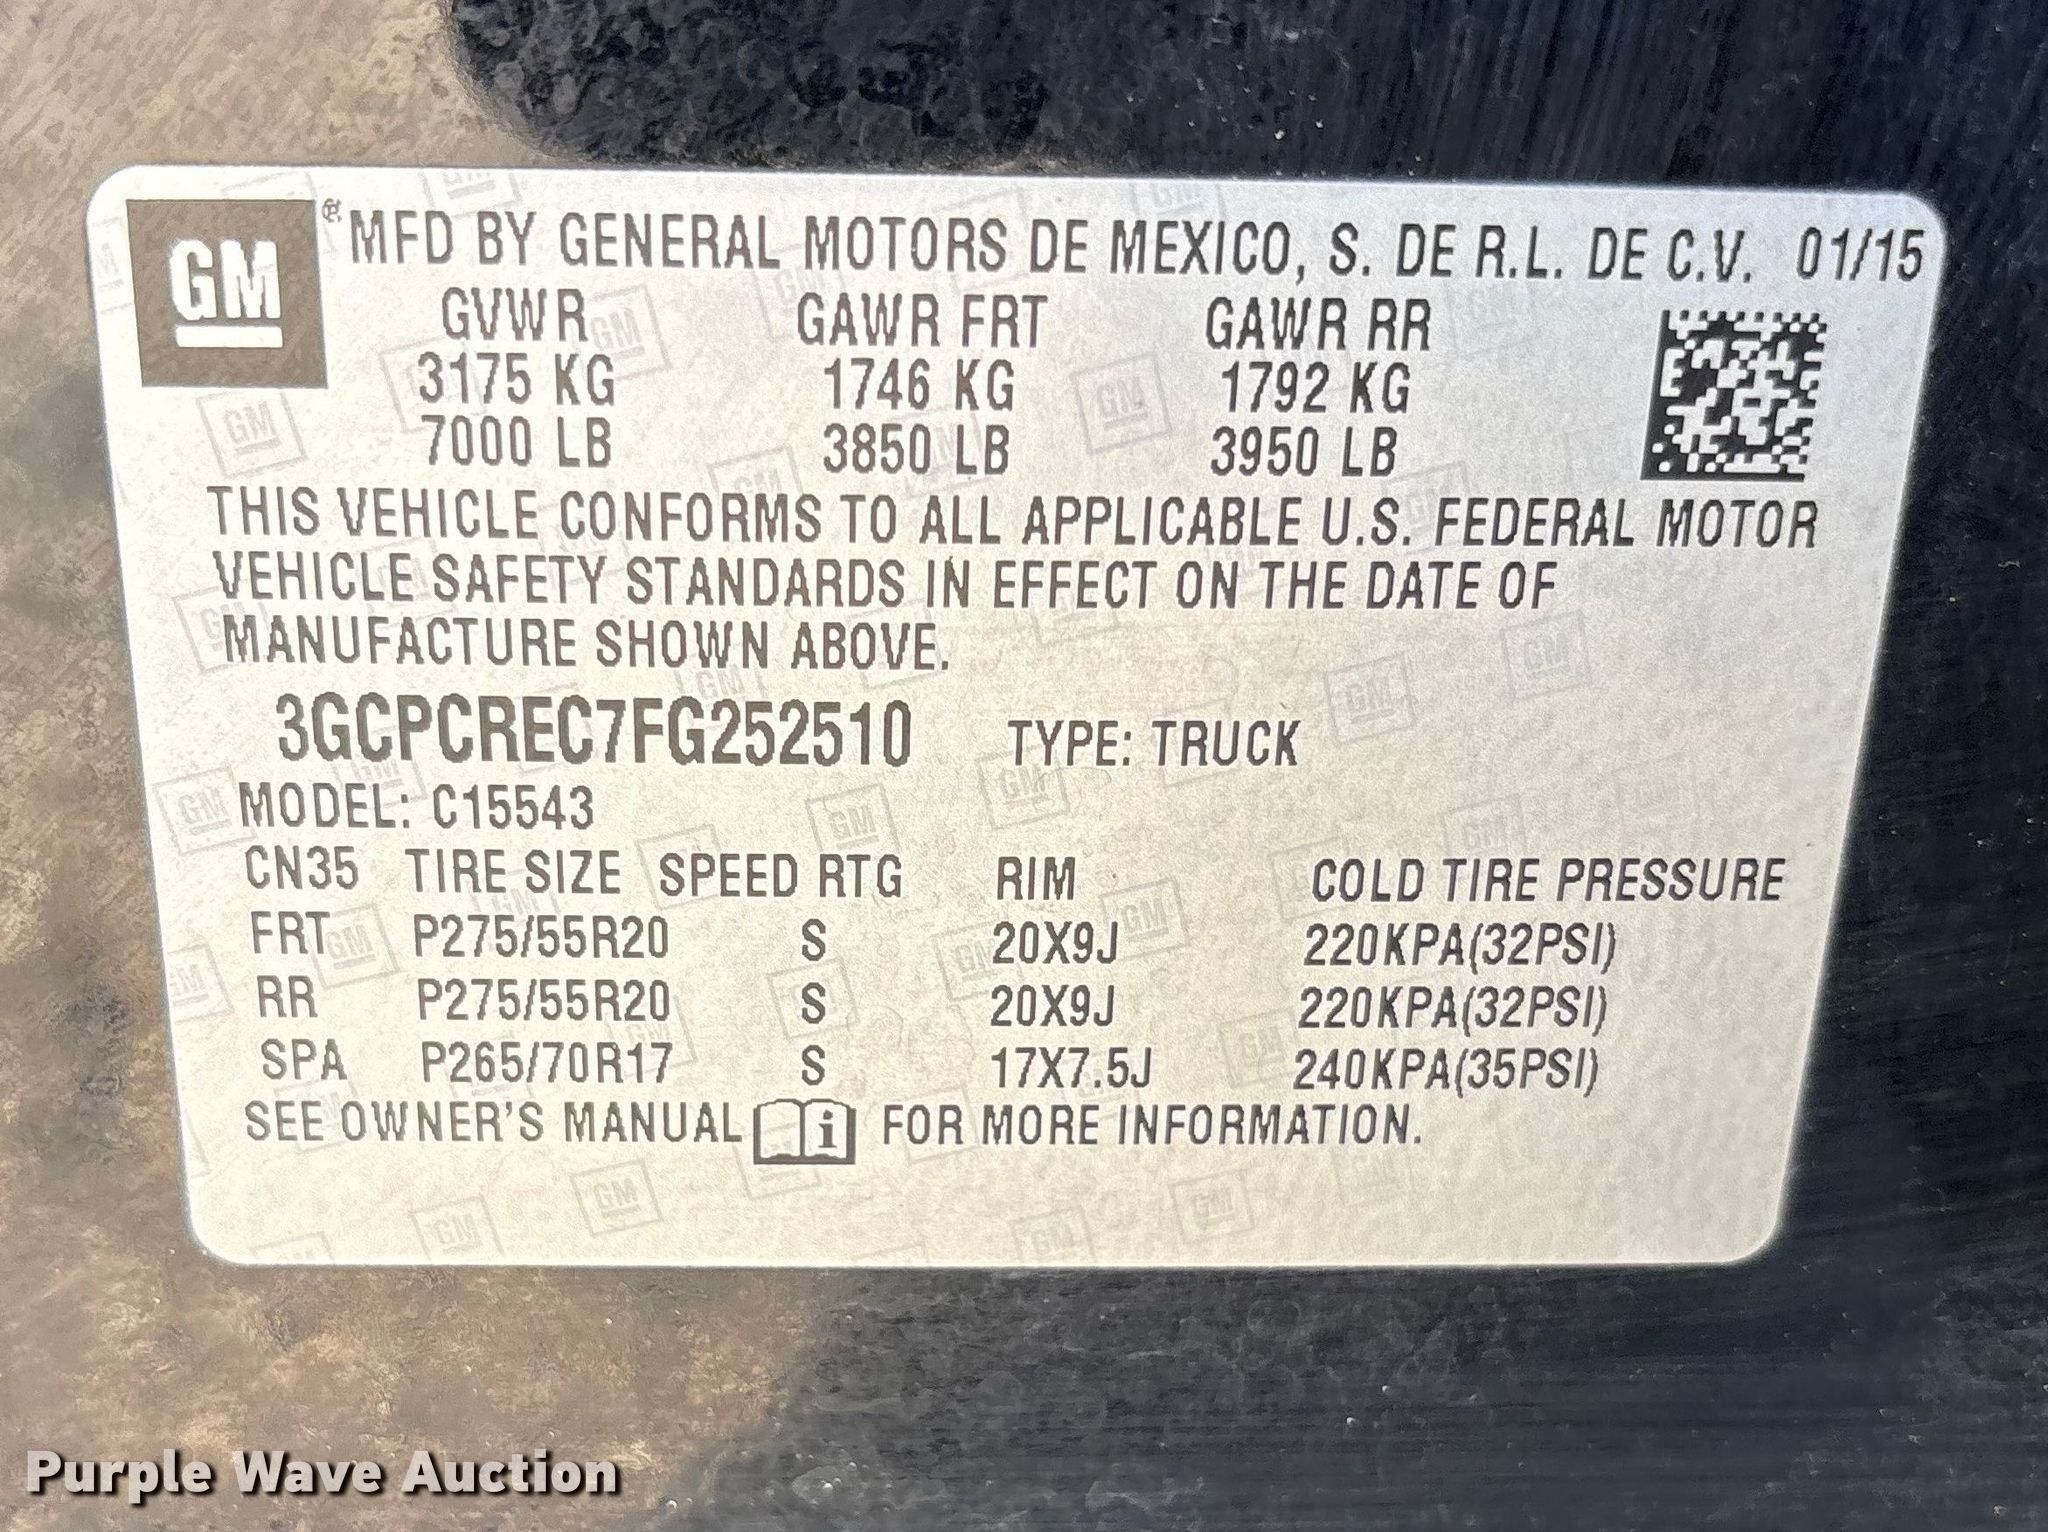 GM ® MFD BY GENERAL MOTORS DE MEXICO, S. DE R.L. DE C.V. 01/15
GVWR GAWR FRT GAWR RR
3175 KG 1746 KG 1792 KG
7000 LB 3850 LB 3950 LB
THIS VEHICLE CONFORMS TO ALL APPLICABLE U.S. FEDERAL MOTOR
VEHICLE SAFETY STANDARDS IN EFFECT ON THE DATE OF
MANUFACTURE SHOWN ABOVE.
3GCPCREC7FG252510 TYPE: TRUCK
MODEL: C15543
CN35 TIRE SIZE SPEED RTG RIM COLD TIRE PRESSURE
FRT P275/55R20 S 20X9J 220KPA(32PSI)
RR P275/55R20 S 20X9J 220KPA(32PSI)
SPA P265/70R17 S 17X7.5J 240KPA(35PSI)
SEE OWNER'S MANUAL i FOR MORE INFORMATION.
Purple Wave Auction